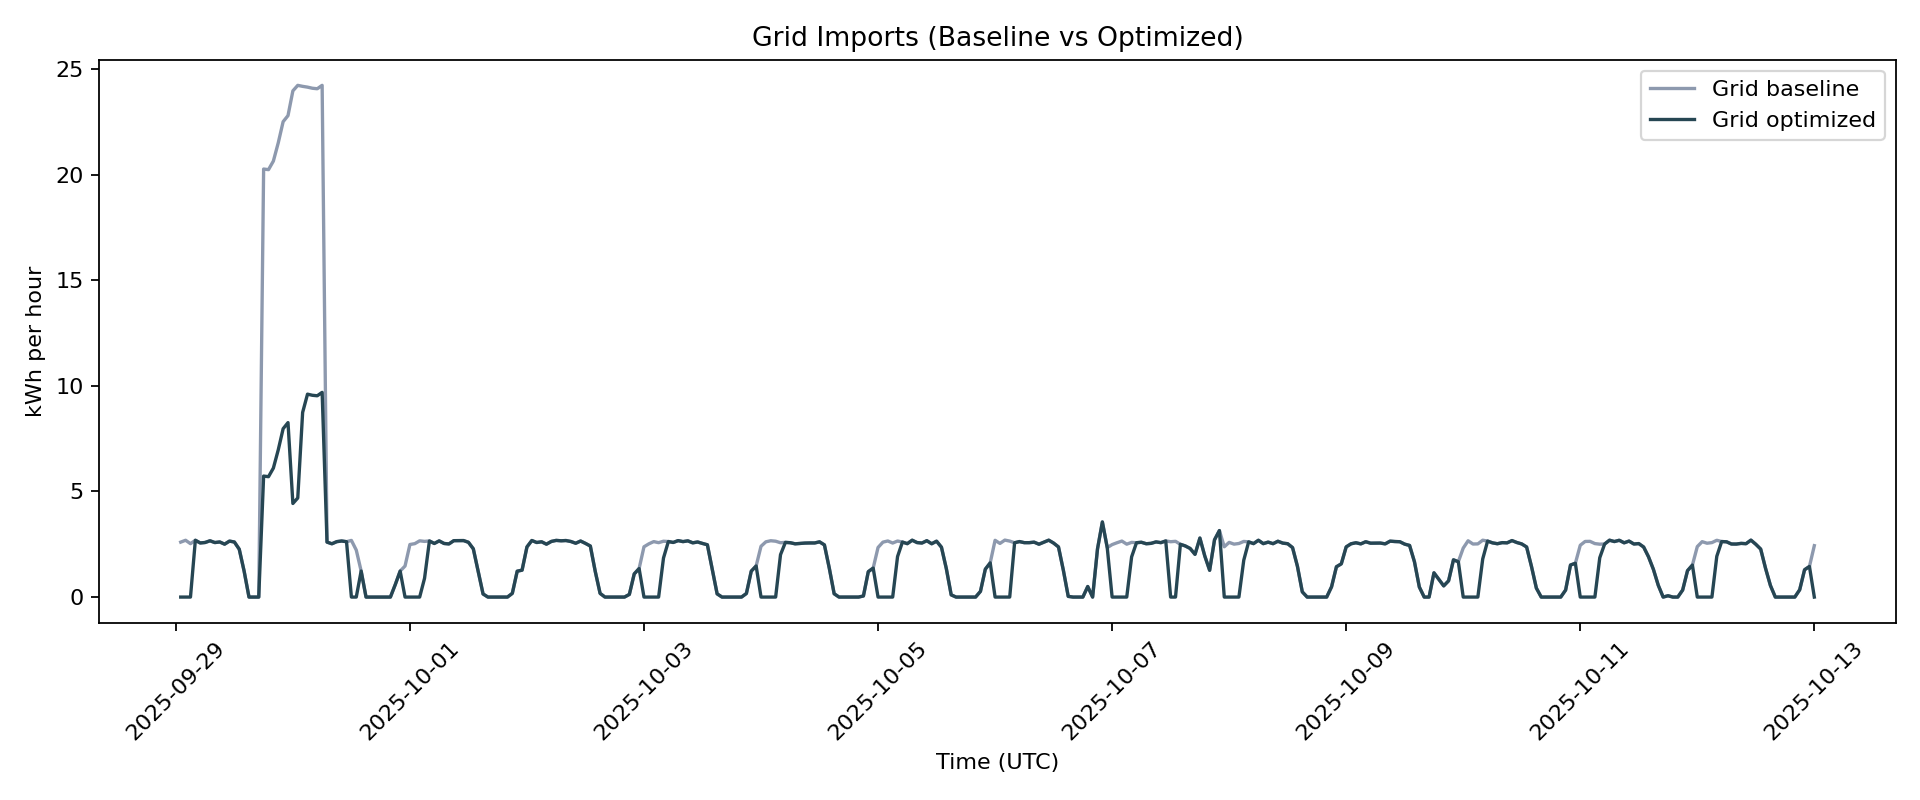 Grid Imports (Baseline vs Optimized)
Grid baseline
Grid optimized
kWh per hour
25
20
15
10
5
0
2025-09-29
2025-10-01
2025-10-03
2025-10-05
2025-10-07
2025-10-09
2025-10-11
2025-10-13
Time (UTC)